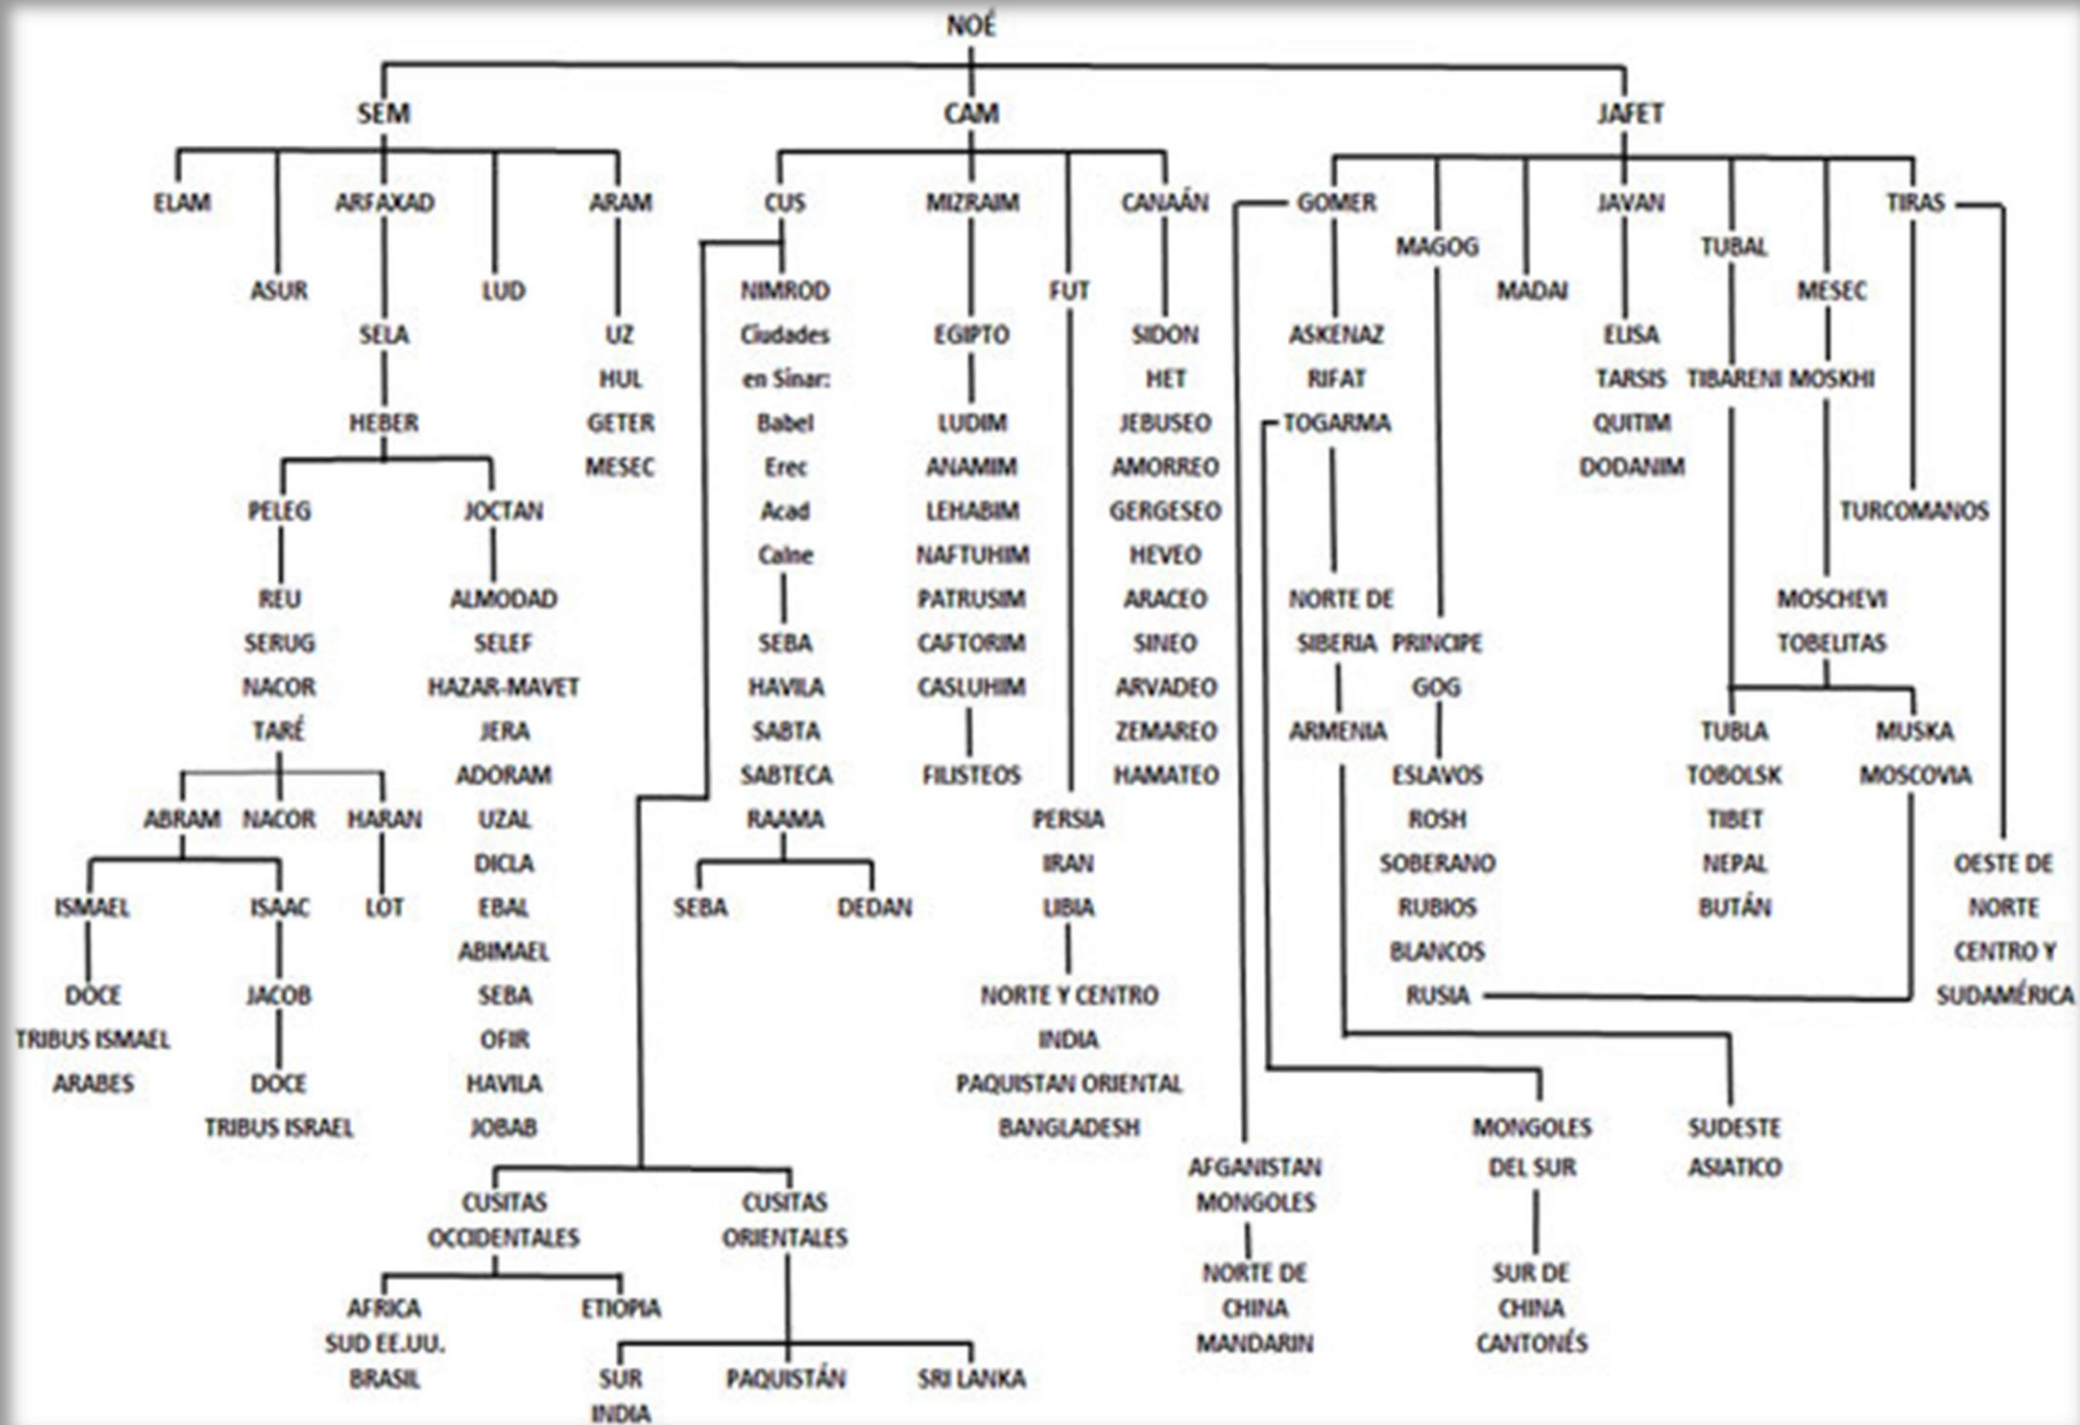 NOÉ
SEM CAM JAFET
ELAM ARFAXAD ARAM CUS MIZRAIM CANAÁN GOMER JAVAN TIRAS
MAGOG TUBAL
ASUR LUD NIMROD FUT MADAI MESEC
SELA UZ Ciudades EGIPTO SIDON ASKENAZ ELISA
HUL en Sinar: HET RIFAT TARSIS TIBARENI MOSKHI
HEBER GETER Babel LUDIM JEBUSEO TOGARMA QUITIM
MESEC Erec ANAMIM AMORREO DODANIM
PELEG JOCTAN Acad LEHABIM GERGESEO TURCOMANOS
Calne NAFTUHIM HEVEO
REU ALMODAD PATRUSIM ARACEO NORTE DE MOSCHEVI
SERUG SELEF SEBA CAFTORIM SINEO SIBERIA PRINCIPE TOBELITAS
NACOR HAZAR-MAVET HAVILA CASLUHIM ARVADEO GOG
TARÉ JERA SABTA ZEMAREO ARMENIA TUBLA MUSKA
ADORAM SABTECA FILISTEOS HAMATEO ESLAVOS TOBOLSK MOSCOVIA
ABRAM NACOR HARAN UZAL RAAMA PERSIA ROSH TIBET
DICLA IRAN SOBERANO NEPAL OESTE DE
ISMAEL ISAAC LOT EBAL SEBA DEDAN LIBIA RUBIOS BUTÁN NORTE
ABIMAEL BLANCOS CENTRO Y
DOCE JACOB SEBA NORTE Y CENTRO RUSIA SUDAMÉRICA
TRIBUS ISMAEL OFIR INDIA
ARABES DOCE HAVILA PAQUISTAN ORIENTAL
TRIBUS ISRAEL JOBAB BANGLADESH MONGOLES SUDESTE
AFGANISTAN DEL SUR ASIATICO
CUSITAS CUSITAS MONGOLES
OCCIDENTALES ORIENTALES
NORTE DE SUR DE
AFRICA ETIOPIA CHINA CHINA
SUD EE.UU. MANDARIN CANTONÉS
BRASIL SUR PAQUISTÁN SRI LANKA
INDIA